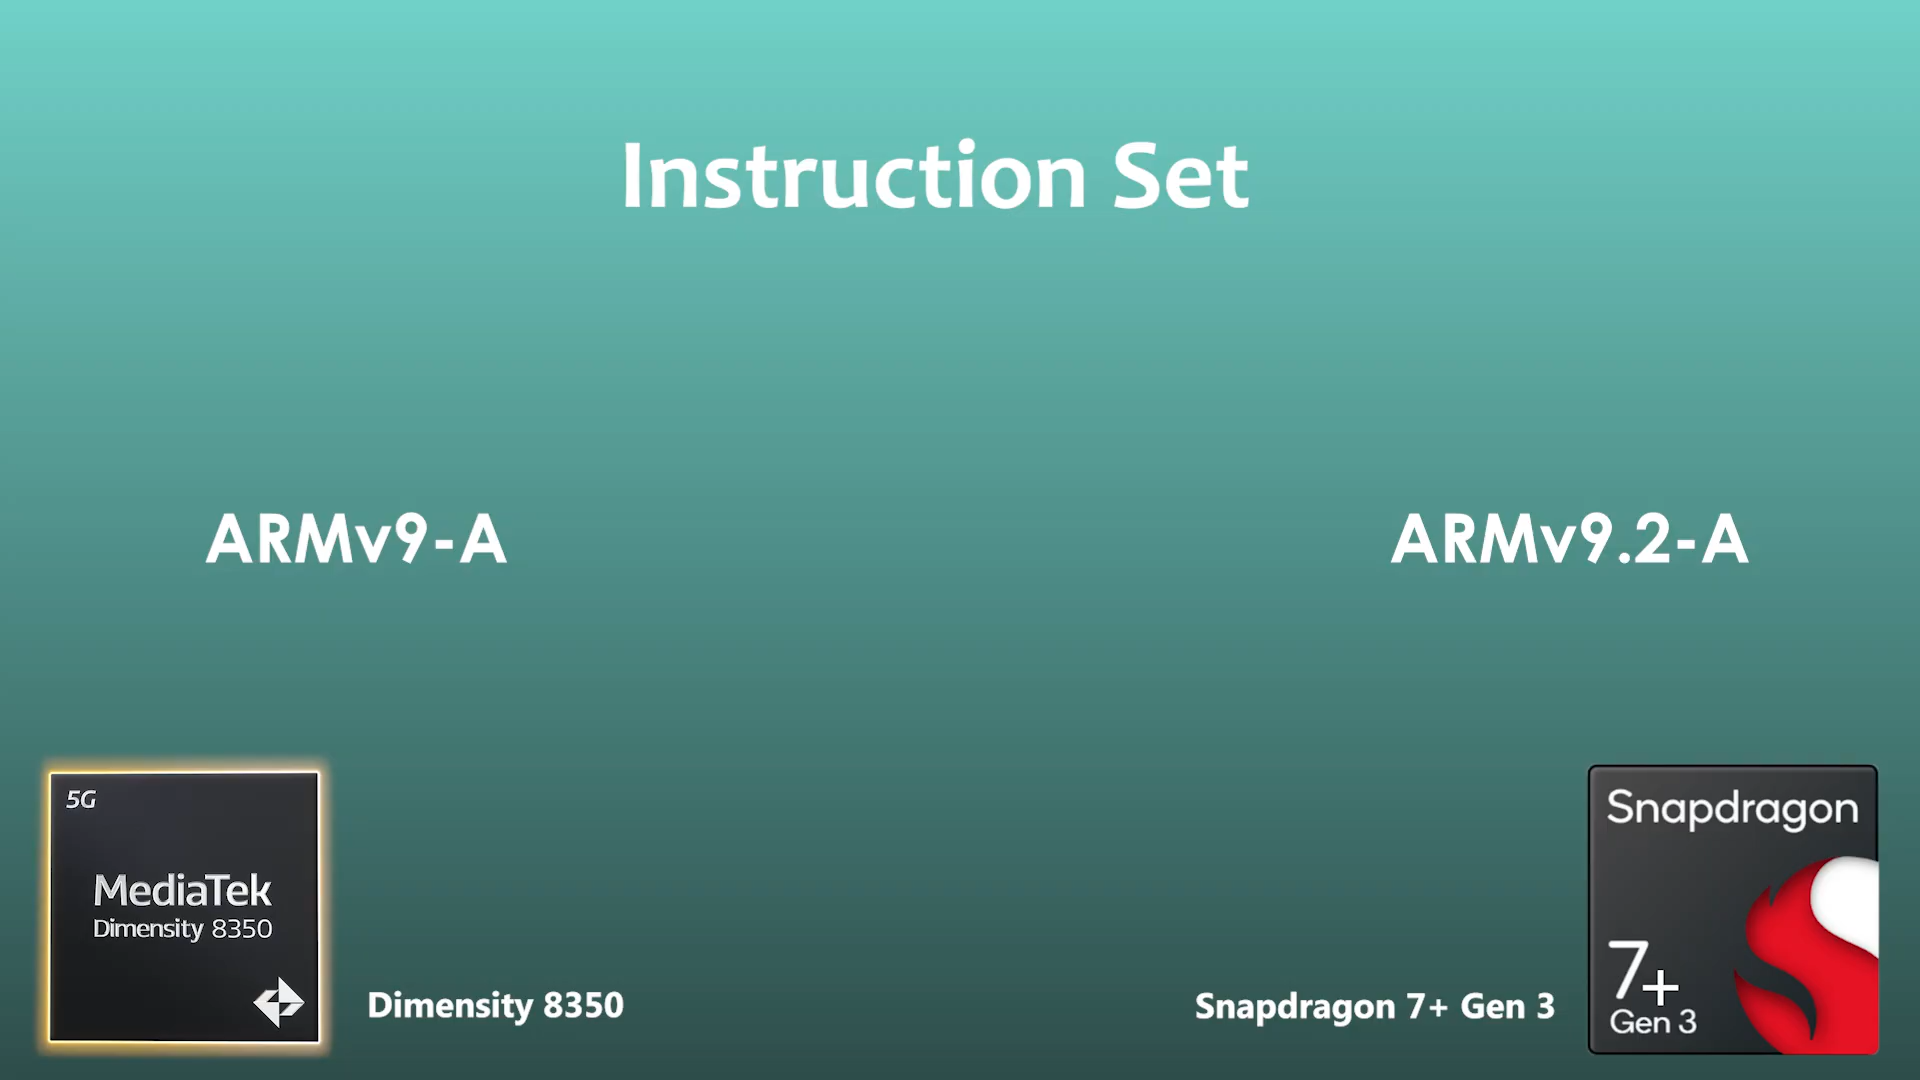 Instruction Set
ARMv9-A
ARMv9.2-A
5G
MediaTek
Dimensity 8350
Dimensity 8350
Snapdragon 7+ Gen 3
Snapdragon
7+
Gen 3